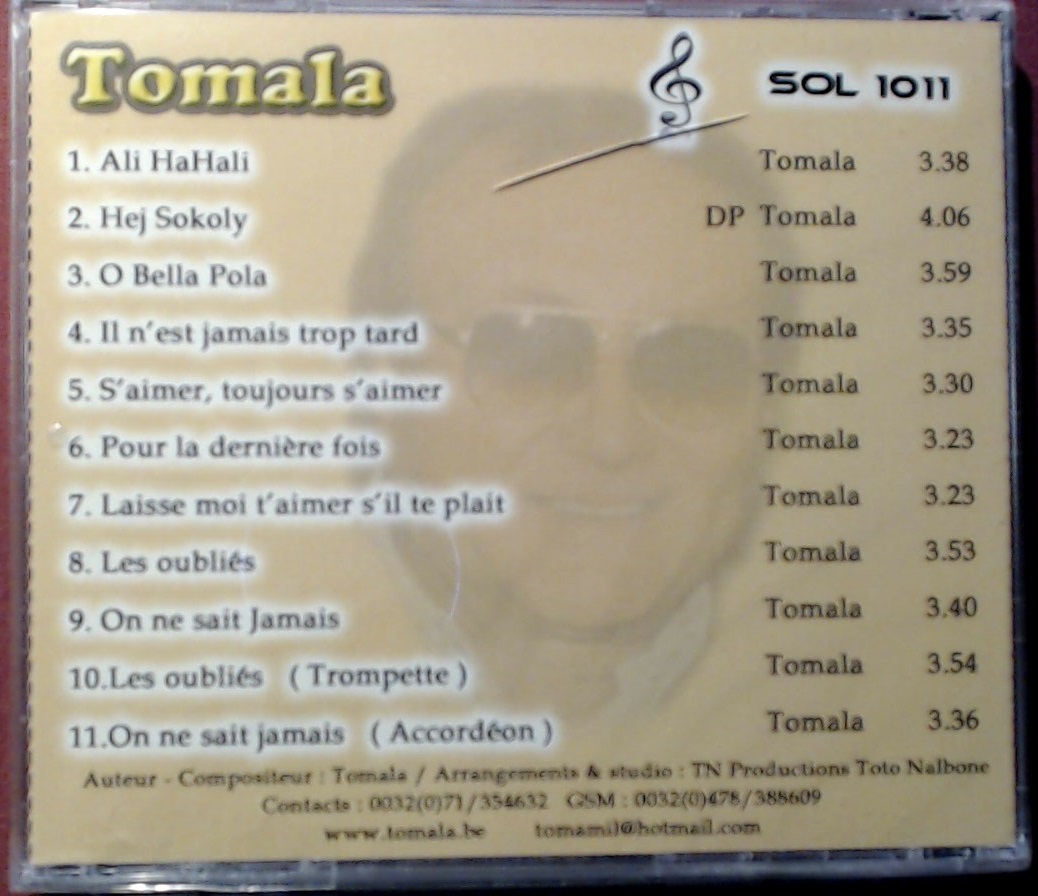 Tomala SOL 1011
1. Ali HaHali Tomala 3.38
2. Hej Sokoly DP Tomala 4.06
3. O Bella Pola Tomala 3.59
4. Il n'est jamais trop tard Tomala 3.35
5. S'aimer, toujours s'aimer Tomala 3.30
6. Pour la dernière fois Tomala 3.23
7. Laisse moi t'aimer s'il te plait Tomala 3.23
8. Les oubliés Tomala 3.53
9. On ne sait Jamais Tomala 3.40
10.Les oubliés ( Trompette ) Tomala 3.54
11.On ne sait jamais ( Accordéon ) Tomala 3.36
Auteur - Compositeur : Tomala / Arrangements & studio : TN Productions Toto Nalbone
Contacts : 0032(0)71/354632 GSM : 0032(0)478/388609
www.tomala.be tomamil@hotmail.com